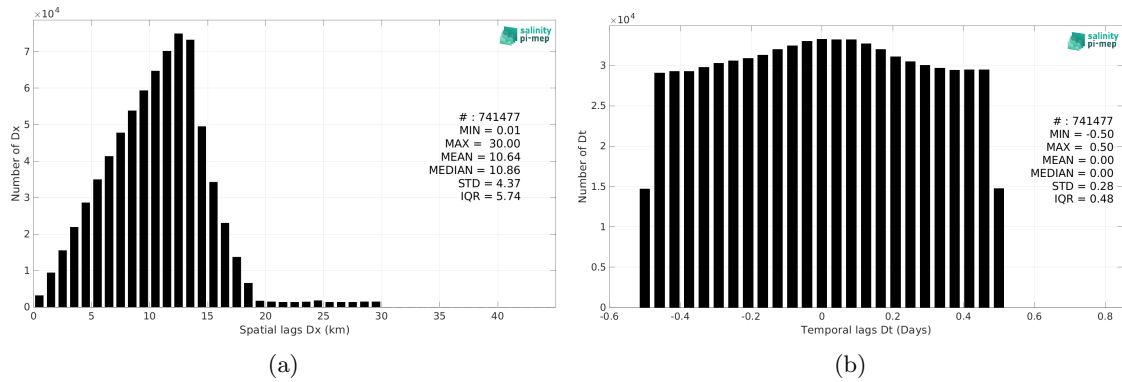 ×10⁴
7
6
5
4
3
2
1
0
Number of Dx
0 5 10 15 20 25 30 35 40
Spatial lags Dx (km)
salinity
pi-mep
# : 741477
MIN = 0.01
MAX = 30.00
MEAN = 10.64
MEDIAN = 10.86
STD = 4.37
IQR = 5.74
(a)
×10⁴
3
2.5
2
1.5
1
0.5
0
Number of Dt
-0.6 -0.4 -0.2 0 0.2 0.4 0.6 0.8
Temporal lags Dt (Days)
salinity
pi-mep
# : 741477
MIN = -0.50
MAX = 0.50
MEAN = 0.00
MEDIAN = 0.00
STD = 0.28
IQR = 0.48
(b)